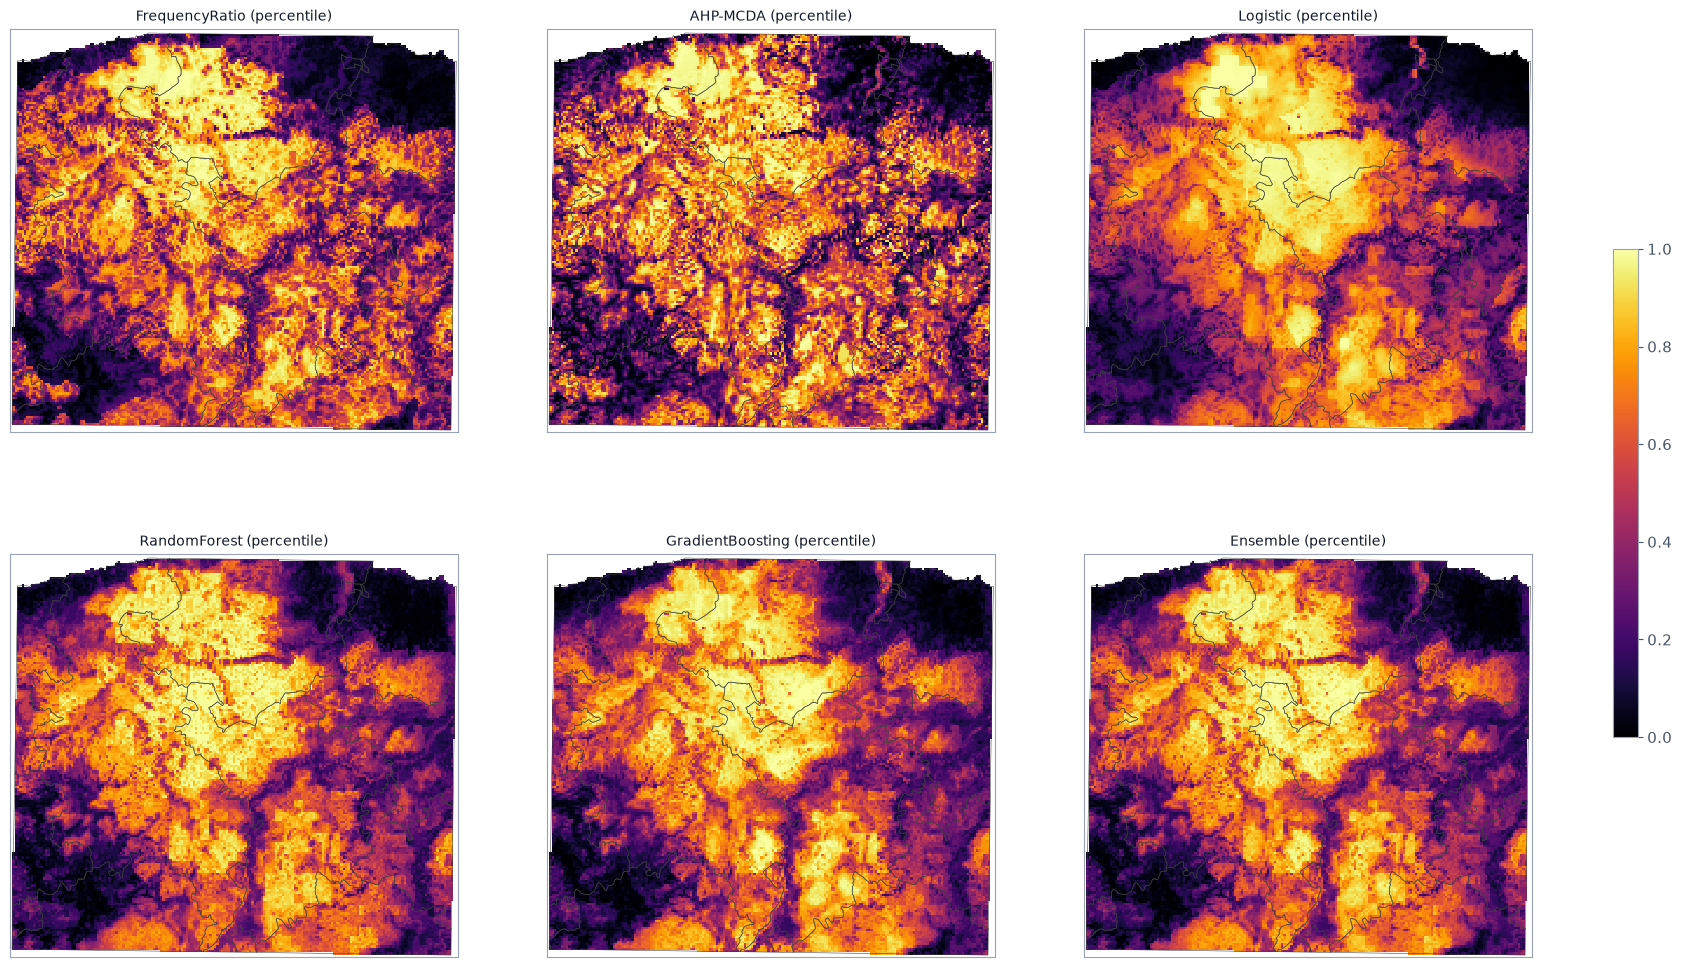 FrequencyRatio (percentile)
AHP-MCDA (percentile)
Logistic (percentile)
1.0
0.8
0.6
0.4
0.2
0.0
RandomForest (percentile)
GradientBoosting (percentile)
Ensemble (percentile)